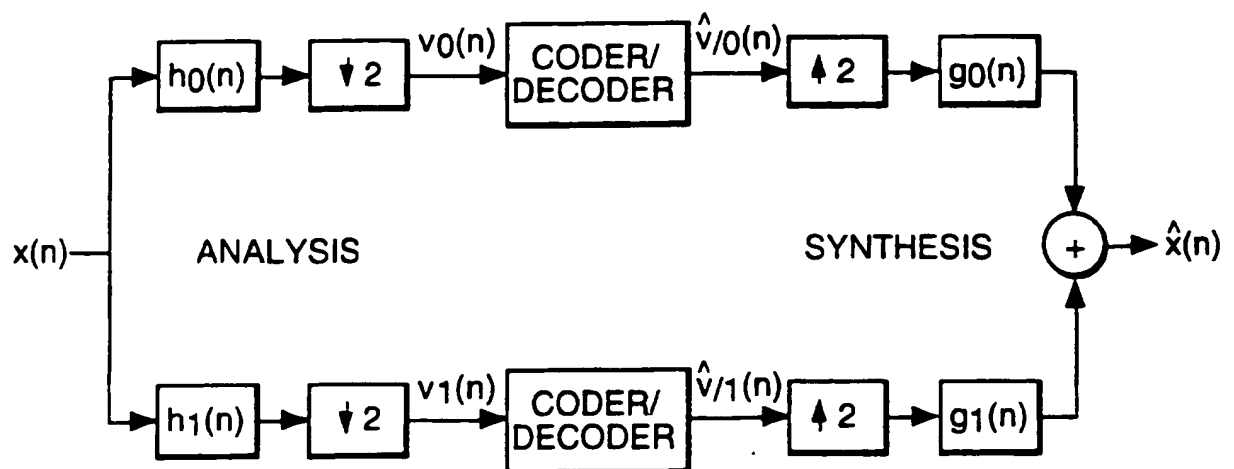 h0(n)
↓ 2
v0(n)
CODER/
DECODER
v̂/0(n)
↑ 2
g0(n)
x(n)
ANALYSIS
SYNTHESIS
+
x̂(n)
h1(n)
↓ 2
v1(n)
CODER/
DECODER
v̂/1(n)
↑ 2
g1(n)